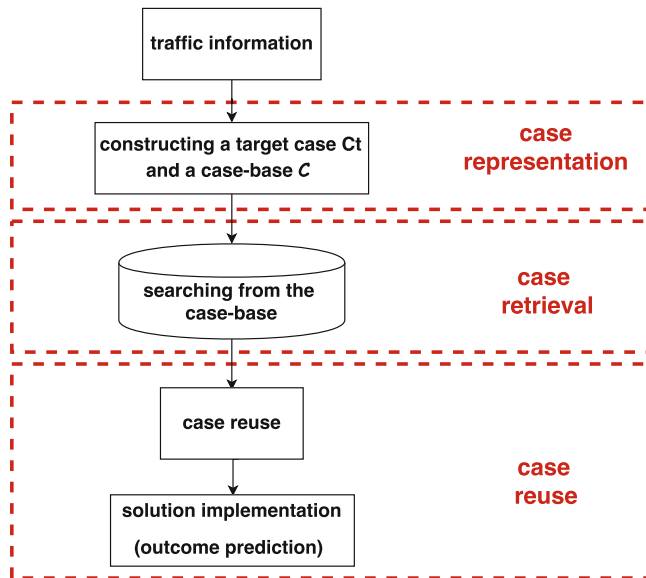 traffic information
constructing a target case Ct
and a case-base C
case
representation
searching from the
case-base
case
retrieval
case reuse
case
reuse
solution implementation
(outcome prediction)